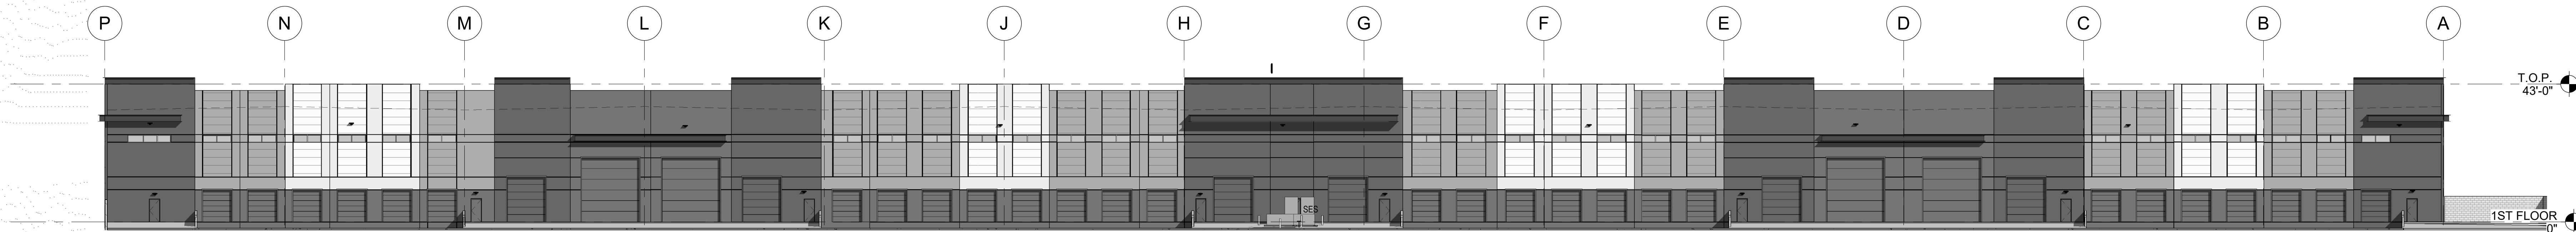 P N M L K J H G F E D C B A
T.O.P.
43'-0"
SES
1ST FLOOR
0"